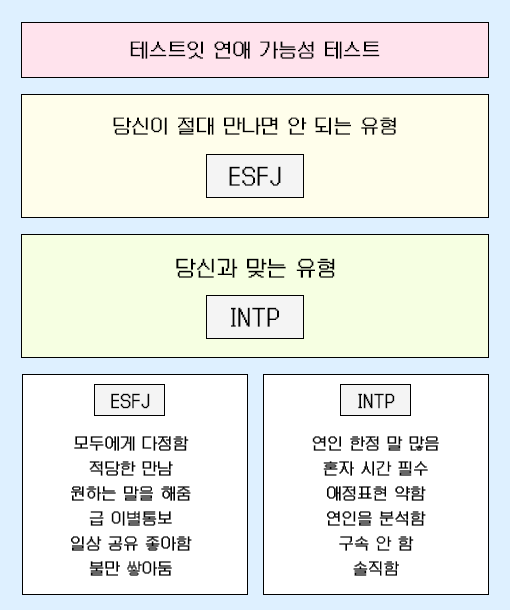 테스트잇 연애 가능성 테스트
당신이 절대 만나면 안 되는 유형
ESFJ
당신과 맞는 유형
INTP
ESFJ
모두에게 다정함
적당한 만남
원하는 말을 해줌
급 이별통보
일상 공유 좋아함
불만 쌓아둠
INTP
연인 한정 말 많음
혼자 시간 필수
애정표현 약함
연인을 분석함
구속 안 함
솔직함